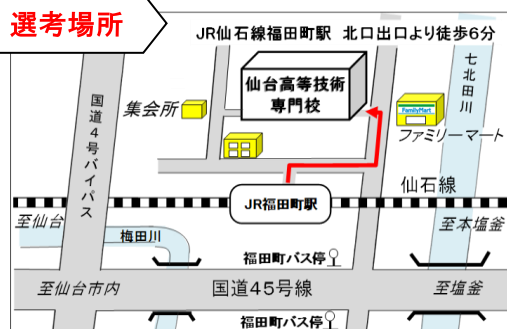 選考場所
JR仙石線福田町駅 北口出口より徒歩6分
七北田川
仙台高等技術
専門校
国道4号バイパス
集会所
FamilyMart
ファミリーマート
仙石線
JR福田町駅
至仙台
梅田川
至本塩釜
福田町バス停
至仙台市内
国道45号線
至塩釜
福田町バス停